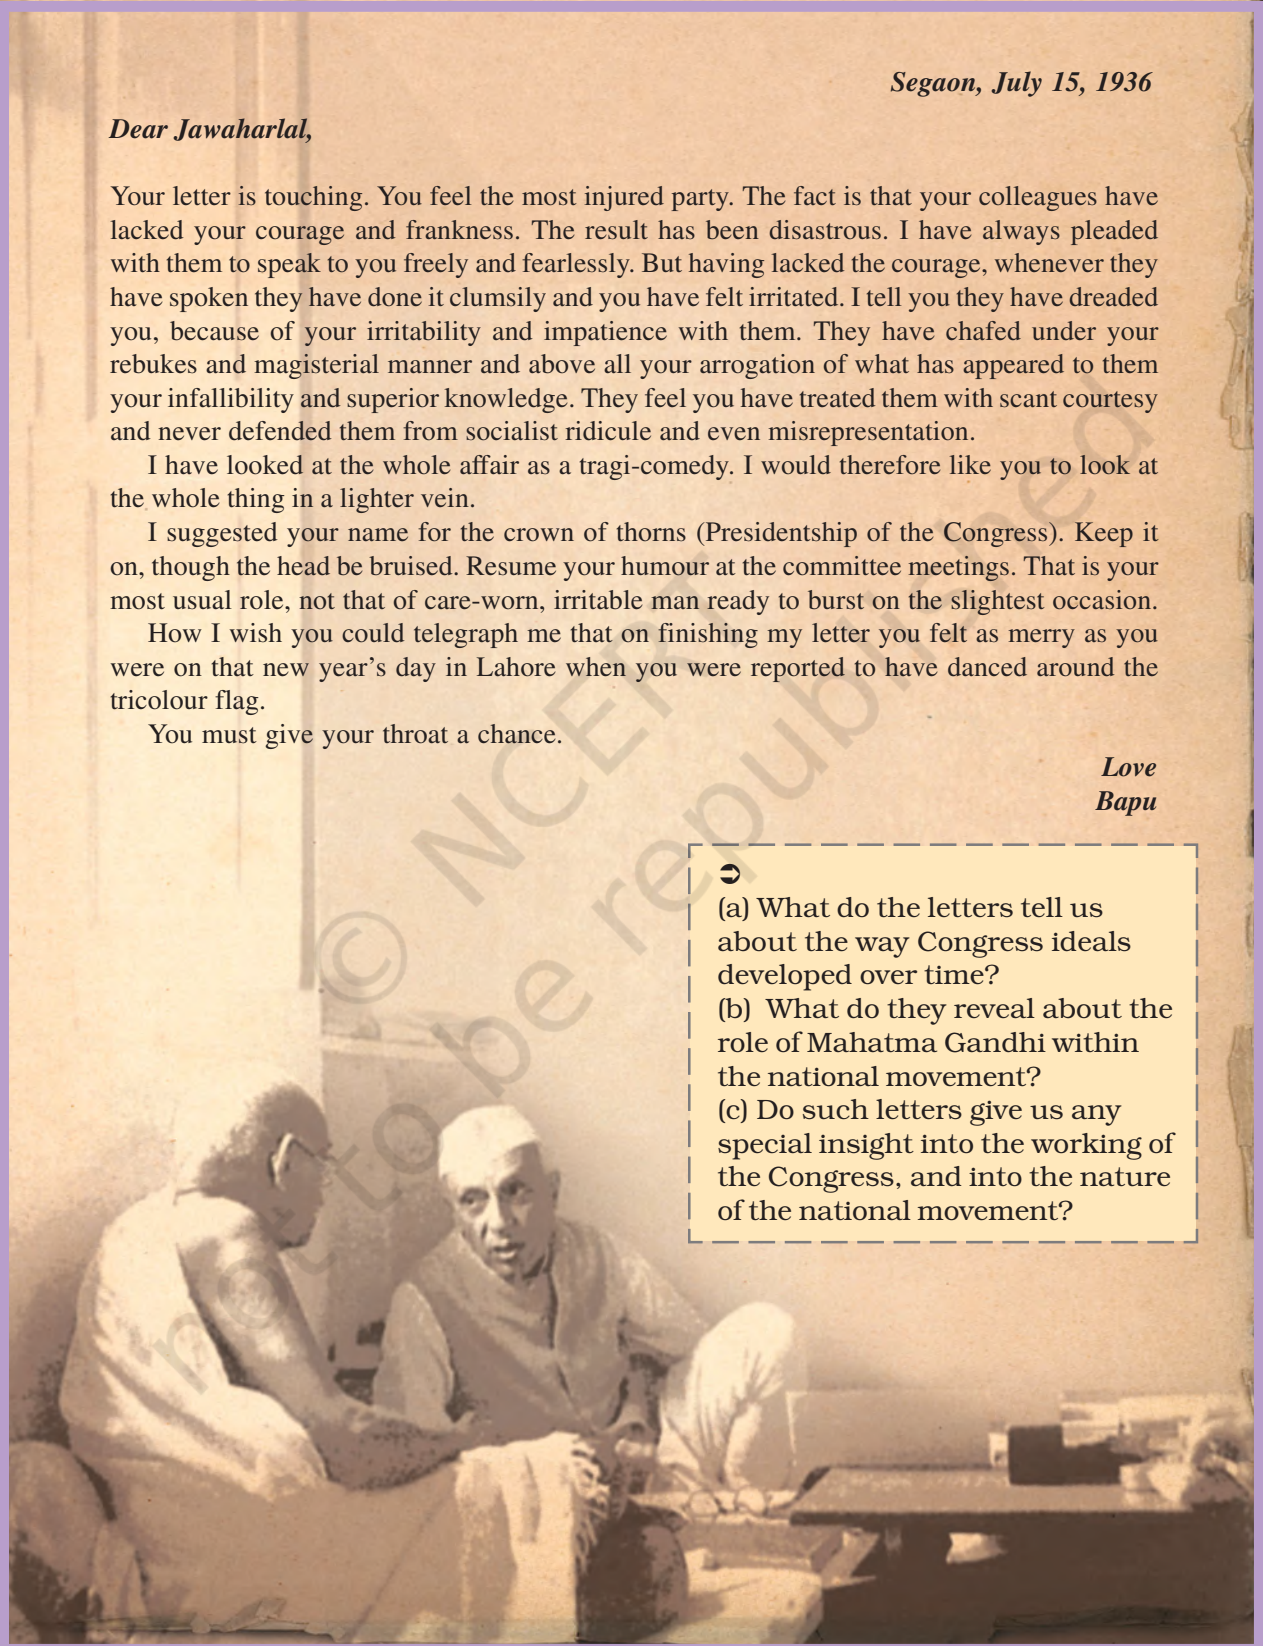 Segaon, July 15, 1936
Dear Jawaharlal,
Your letter is touching. You feel the most injured party. The fact is that your colleagues have
lacked your courage and frankness. The result has been disastrous. I have always pleaded
with them to speak to you freely and fearlessly. But having lacked the courage, whenever they
have spoken they have done it clumsily and you have felt irritated. I tell you they have dreaded
you, because of your irritability and impatience with them. They have chafed under your
rebukes and magisterial manner and above all your arrogation of what has appeared to them
your infallibility and superior knowledge. They feel you have treated them with scant courtesy
and never defended them from socialist ridicule and even misrepresentation.
I have looked at the whole affair as a tragi-comedy. I would therefore like you to look at
the whole thing in a lighter vein.
I suggested your name for the crown of thorns (Presidentship of the Congress). Keep it
on, though the head be bruised. Resume your humour at the committee meetings. That is your
most usual role, not that of care-worn, irritable man ready to burst on the slightest occasion.
How I wish you could telegraph me that on finishing my letter you felt as merry as you
were on that new year's day in Lahore when you were reported to have danced around the
tricolour flag.
You must give your throat a chance.
Love
Bapu
➲
(a) What do the letters tell us
about the way Congress ideals
developed over time?
(b) What do they reveal about the
role of Mahatma Gandhi within
the national movement?
(c) Do such letters give us any
special insight into the working of
the Congress, and into the nature
of the national movement?
© NCERT
not to be republished